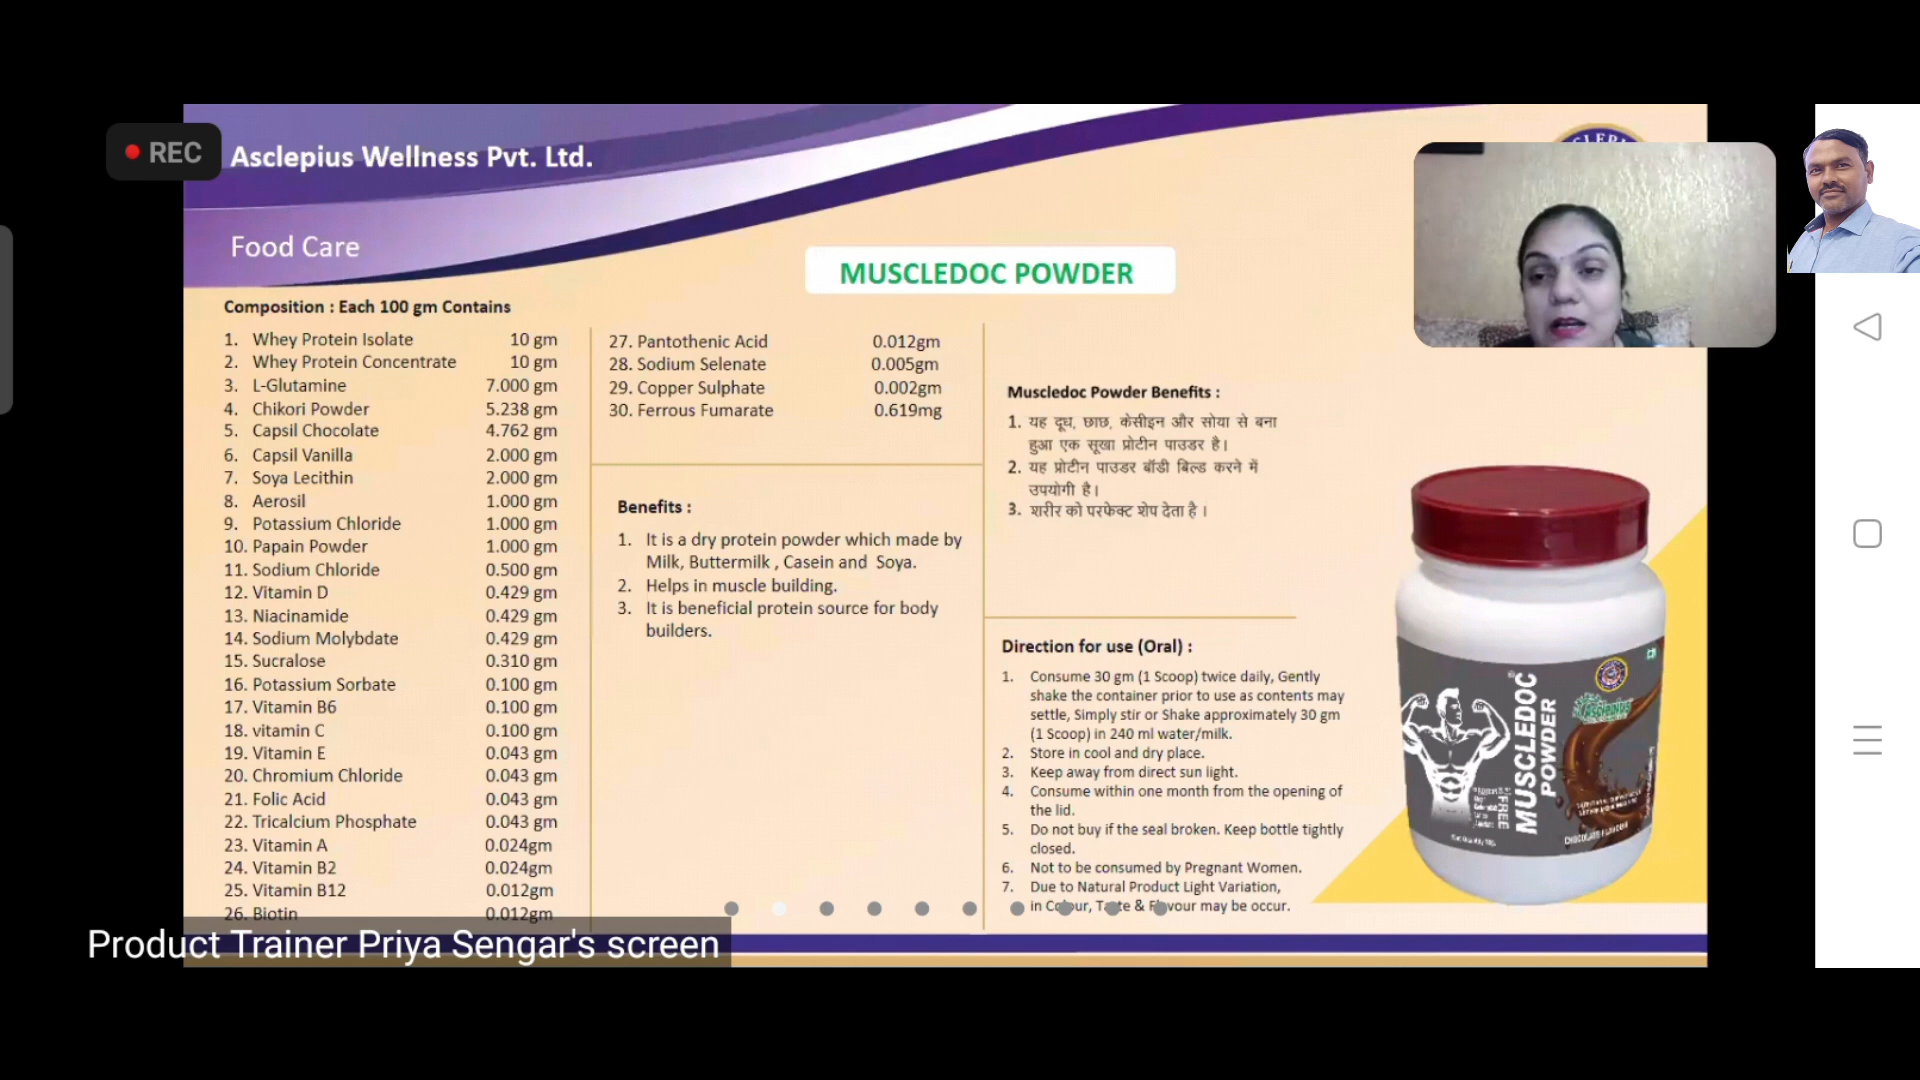 REC
Asclepius Wellness Pvt. Ltd.
Food Care
MUSCLEDOC POWDER
Composition : Each 100 gm Contains
1. Whey Protein Isolate 10 gm
2. Whey Protein Concentrate 10 gm
3. L-Glutamine 7.000 gm
4. Chikori Powder 5.238 gm
5. Capsil Chocolate 4.762 gm
6. Capsil Vanilla 2.000 gm
7. Soya Lecithin 2.000 gm
8. Aerosil 1.000 gm
9. Potassium Chloride 1.000 gm
10. Papain Powder 1.000 gm
11. Sodium Chloride 0.500 gm
12. Vitamin D 0.429 gm
13. Niacinamide 0.429 gm
14. Sodium Molybdate 0.429 gm
15. Sucralose 0.310 gm
16. Potassium Sorbate 0.100 gm
17. Vitamin B6 0.100 gm
18. vitamin C 0.100 gm
19. Vitamin E 0.043 gm
20. Chromium Chloride 0.043 gm
21. Folic Acid 0.043 gm
22. Tricalcium Phosphate 0.043 gm
23. Vitamin A 0.024gm
24. Vitamin B2 0.024gm
25. Vitamin B12 0.012gm
26. Biotin 0.012gm
27. Pantothenic Acid 0.012gm
28. Sodium Selenate 0.005gm
29. Copper Sulphate 0.002gm
30. Ferrous Fumarate 0.619mg
Benefits :
1. It is a dry protein powder which made by
Milk, Buttermilk , Casein and Soya.
2. Helps in muscle building.
3. It is beneficial protein source for body
builders.
Muscledoc Powder Benefits :
1. यह दूध, छाछ, केसीइन और सोया से बना
हुआ एक सूखा प्रोटीन पाउडर है।
2. यह प्रोटीन पाउडर बॉडी बिल्ड करने में
उपयोगी है।
3. शरीर को परफेक्ट शेप देता है ।
Direction for use (Oral) :
1. Consume 30 gm (1 Scoop) twice daily, Gently
shake the container prior to use as contents may
settle, Simply stir or Shake approximately 30 gm
(1 Scoop) in 240 ml water/milk.
2. Store in cool and dry place.
3. Keep away from direct sun light.
4. Consume within one month from the opening of
the lid.
5. Do not buy if the seal broken. Keep bottle tightly
closed.
6. Not to be consumed by Pregnant Women.
7. Due to Natural Product Light Variation,
in Colour, Taste & Flavour may be occur.
MUSCLEDOC
POWDER
FREE
CHOCOLATE FLAVOUR
Product Trainer Priya Sengar's screen